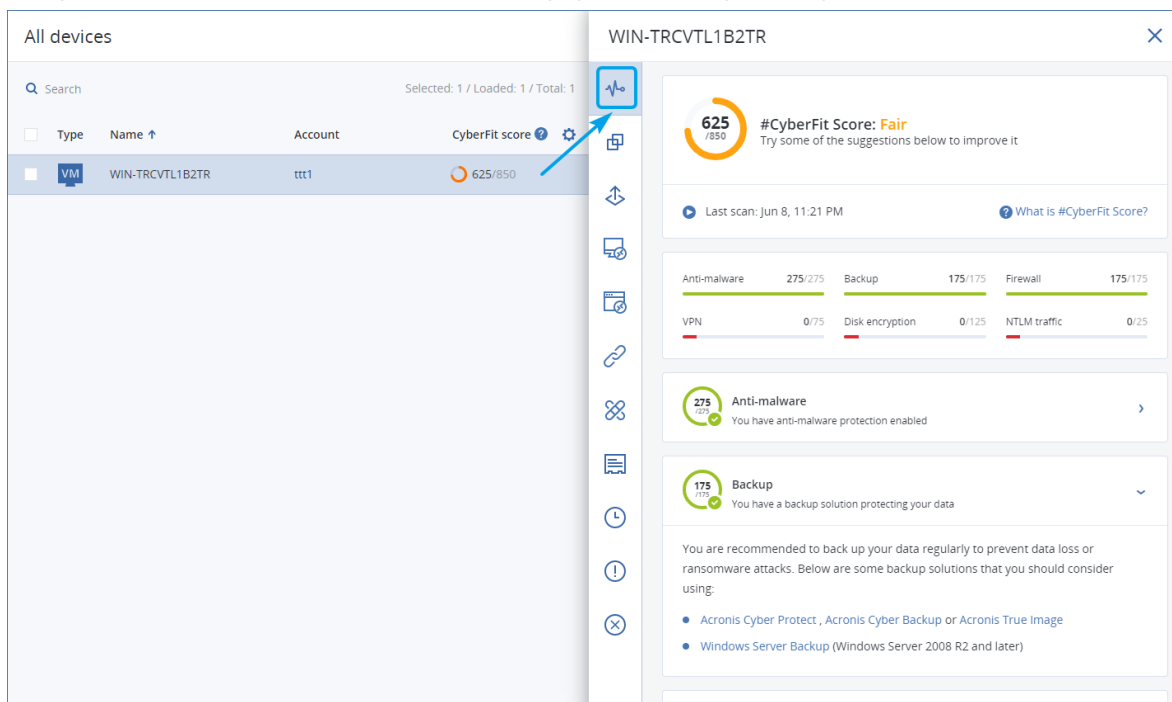 All devices
Search
Selected: 1 / Loaded: 1 / Total: 1
Type Name ↑ Account CyberFit score ?
VM WIN-TRCVTL1B2TR ttt1 625/850
WIN-TRCVTL1B2TR
625
/850
#CyberFit Score: Fair
Try some of the suggestions below to improve it
Last scan: Jun 8, 11:21 PM
? What is #CyberFit Score?
Anti-malware 275/275 Backup 175/175 Firewall 175/175
VPN 0/75 Disk encryption 0/125 NTLM traffic 0/25
275
/275
Anti-malware
You have anti-malware protection enabled
175
/175
Backup
You have a backup solution protecting your data
You are recommended to back up your data regularly to prevent data loss or
ransomware attacks. Below are some backup solutions that you should consider
using:
• Acronis Cyber Protect , Acronis Cyber Backup or Acronis True Image
• Windows Server Backup (Windows Server 2008 R2 and later)